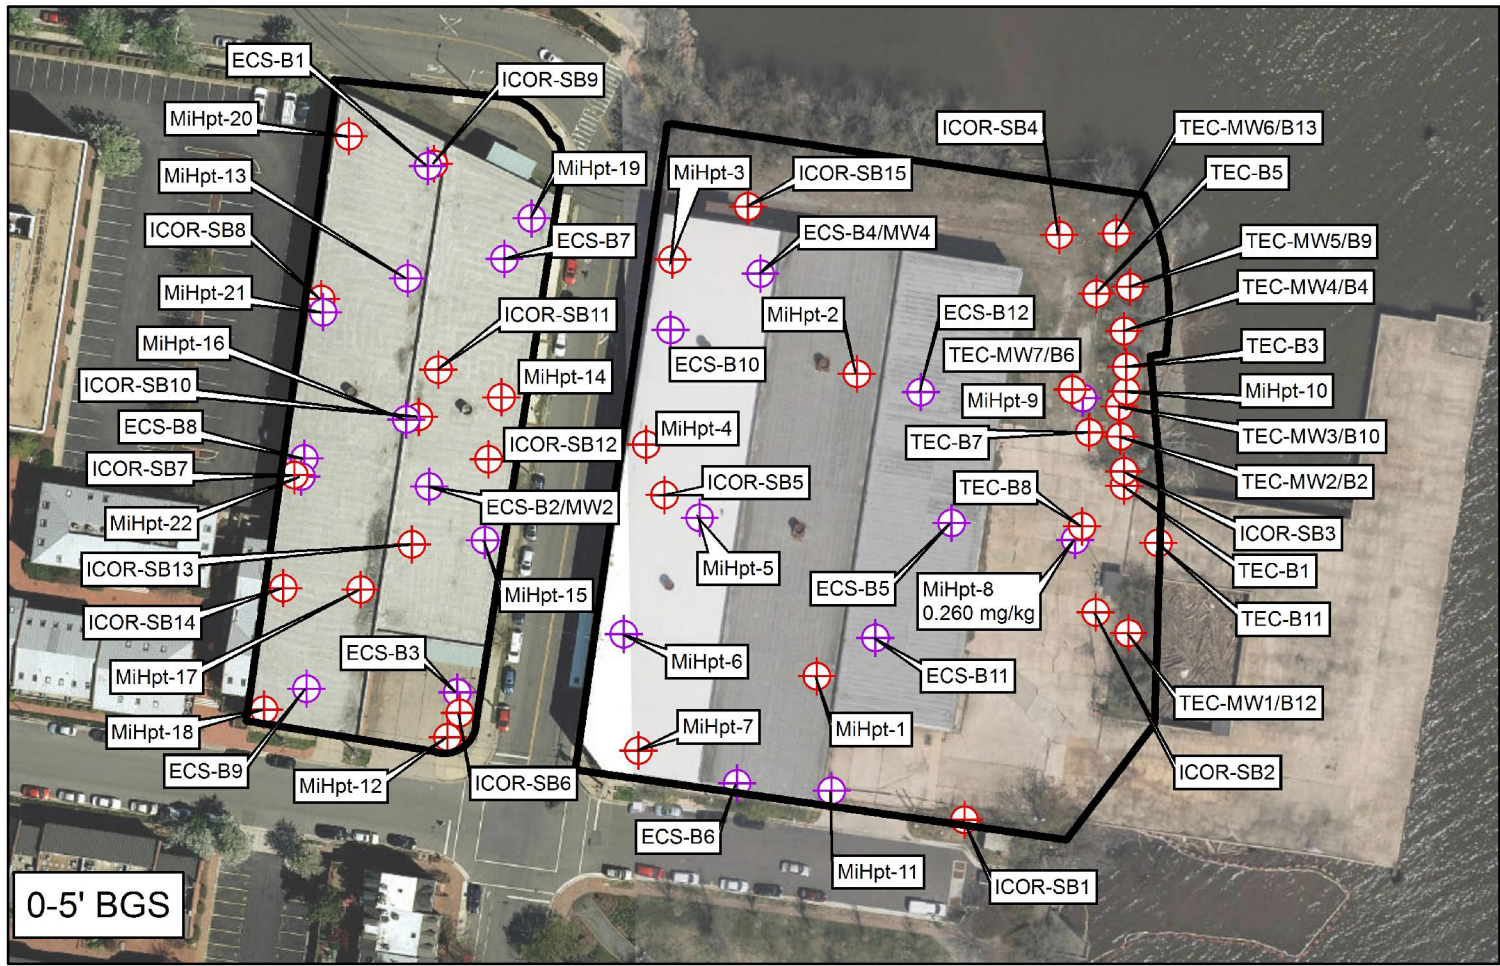 ECS-B1
ICOR-SB9
MiHpt-20
MiHpt-13
MiHpt-19
ICOR-SB8
ECS-B7
MiHpt-21
ICOR-SB11
MiHpt-16
MiHpt-14
ICOR-SB10
ECS-B8
ICOR-SB12
ICOR-SB7
ECS-B2/MW2
MiHpt-22
ICOR-SB13
MiHpt-15
ICOR-SB14
ECS-B3
MiHpt-17
MiHpt-18
ECS-B9
MiHpt-12
ICOR-SB6
MiHpt-3
ICOR-SB15
ECS-B4/MW4
ICOR-SB4
TEC-MW6/B13
TEC-B5
TEC-MW5/B9
TEC-MW4/B4
MiHpt-2
ECS-B12
ECS-B10
TEC-MW7/B6
TEC-B3
MiHpt-9
MiHpt-10
MiHpt-4
TEC-B7
TEC-MW3/B10
ICOR-SB5
TEC-B8
TEC-MW2/B2
ICOR-SB3
MiHpt-5
TEC-B1
ECS-B5
MiHpt-8
0.260 mg/kg
TEC-B11
MiHpt-6
ECS-B11
TEC-MW1/B12
MiHpt-7
MiHpt-1
ICOR-SB2
ECS-B6
MiHpt-11
ICOR-SB1
0-5' BGS